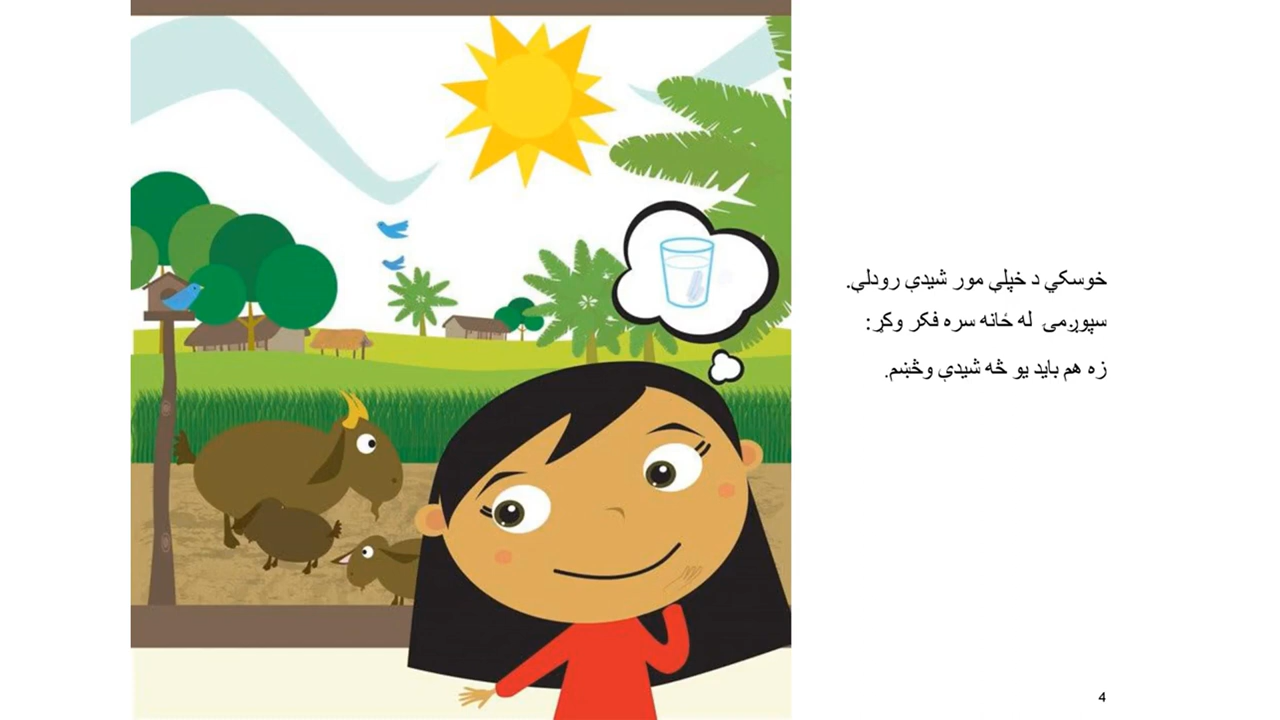 خوسکي د خپلې مور شيدې رودلې.
سپوږمۍ له ځانه سره فکر وکړ:
زه هم بايد يو څه شيدې وڅښم.
4